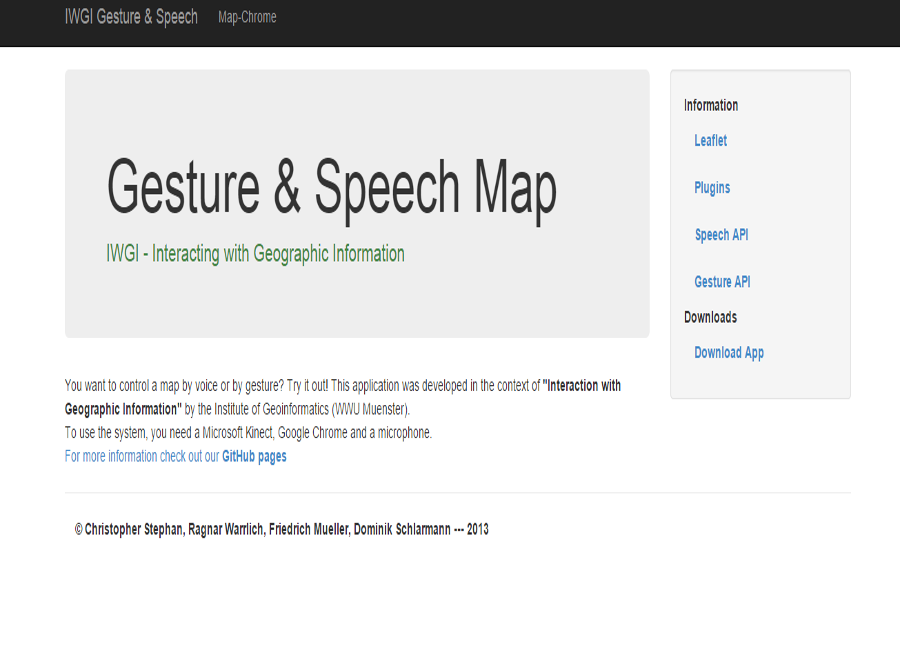 IWGI Gesture & Speech Map-Chrome
Gesture & Speech Map
IWGI - Interacting with Geographic Information
You want to control a map by voice or by gesture? Try it out! This application was developed in the context of "Interaction with
Geographic Information" by the Institute of Geoinformatics (WWU Muenster).
To use the system, you need a Microsoft Kinect, Google Chrome and a microphone.
For more information check out our GitHub pages
Information
Leaflet
Plugins
Speech API
Gesture API
Downloads
Download App
© Christopher Stephan, Ragnar Warrlich, Friedrich Mueller, Dominik Schlarmann --- 2013